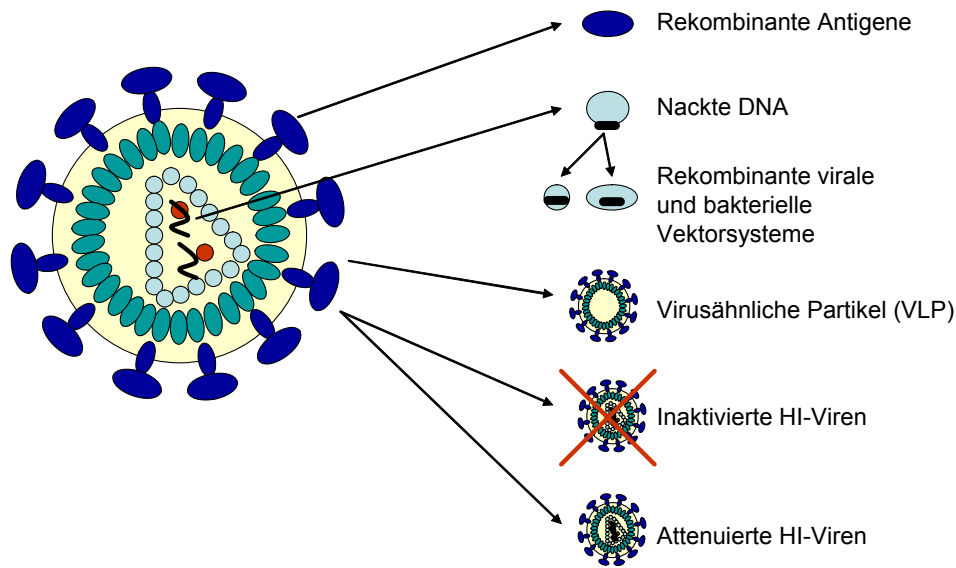 Rekombinante Antigene
Nackte DNA
Rekombinante virale
und bakterielle
Vektorsysteme
Virusähnliche Partikel (VLP)
Inaktivierte HI-Viren
Attenuierte HI-Viren